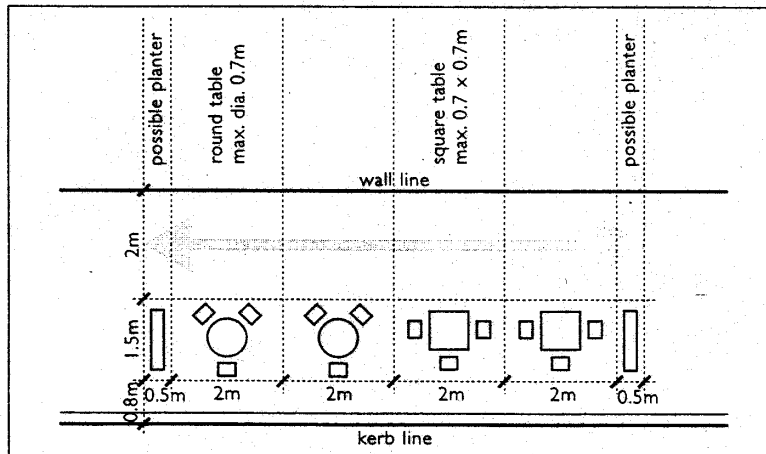 possible planter
round table
max. dia. 0.7m
square table
max. 0.7 × 0.7m
possible planter
wall line
2m
1.5m
0.8m
0.5m
2m
2m
2m
2m
0.5m
kerb line